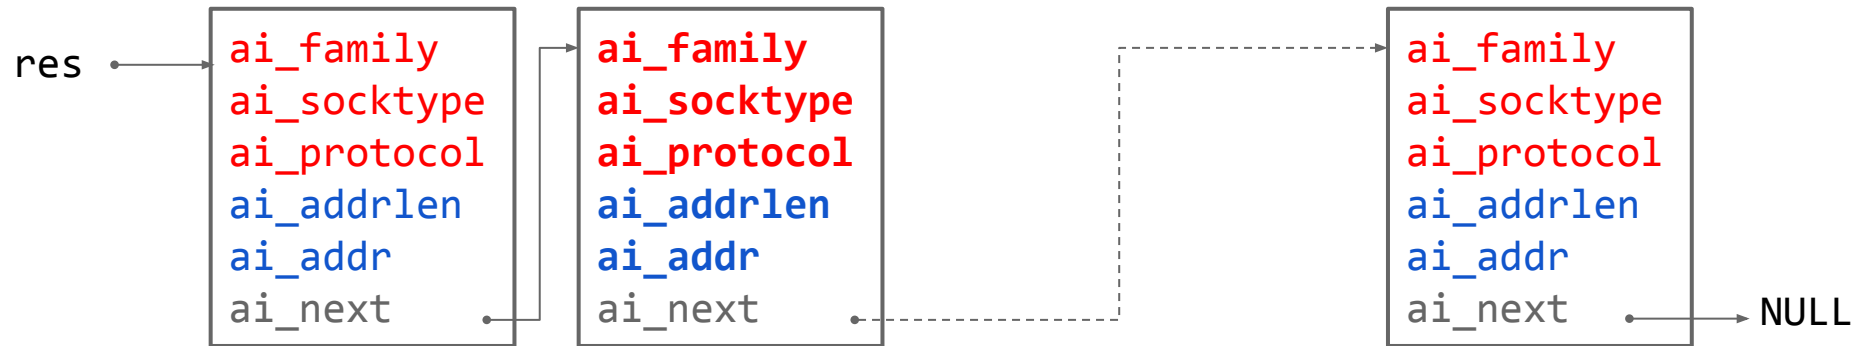 res
ai_family
ai_socktype
ai_protocol
ai_addrlen
ai_addr
ai_next
ai_family
ai_socktype
ai_protocol
ai_addrlen
ai_addr
ai_next
ai_family
ai_socktype
ai_protocol
ai_addrlen
ai_addr
ai_next
NULL